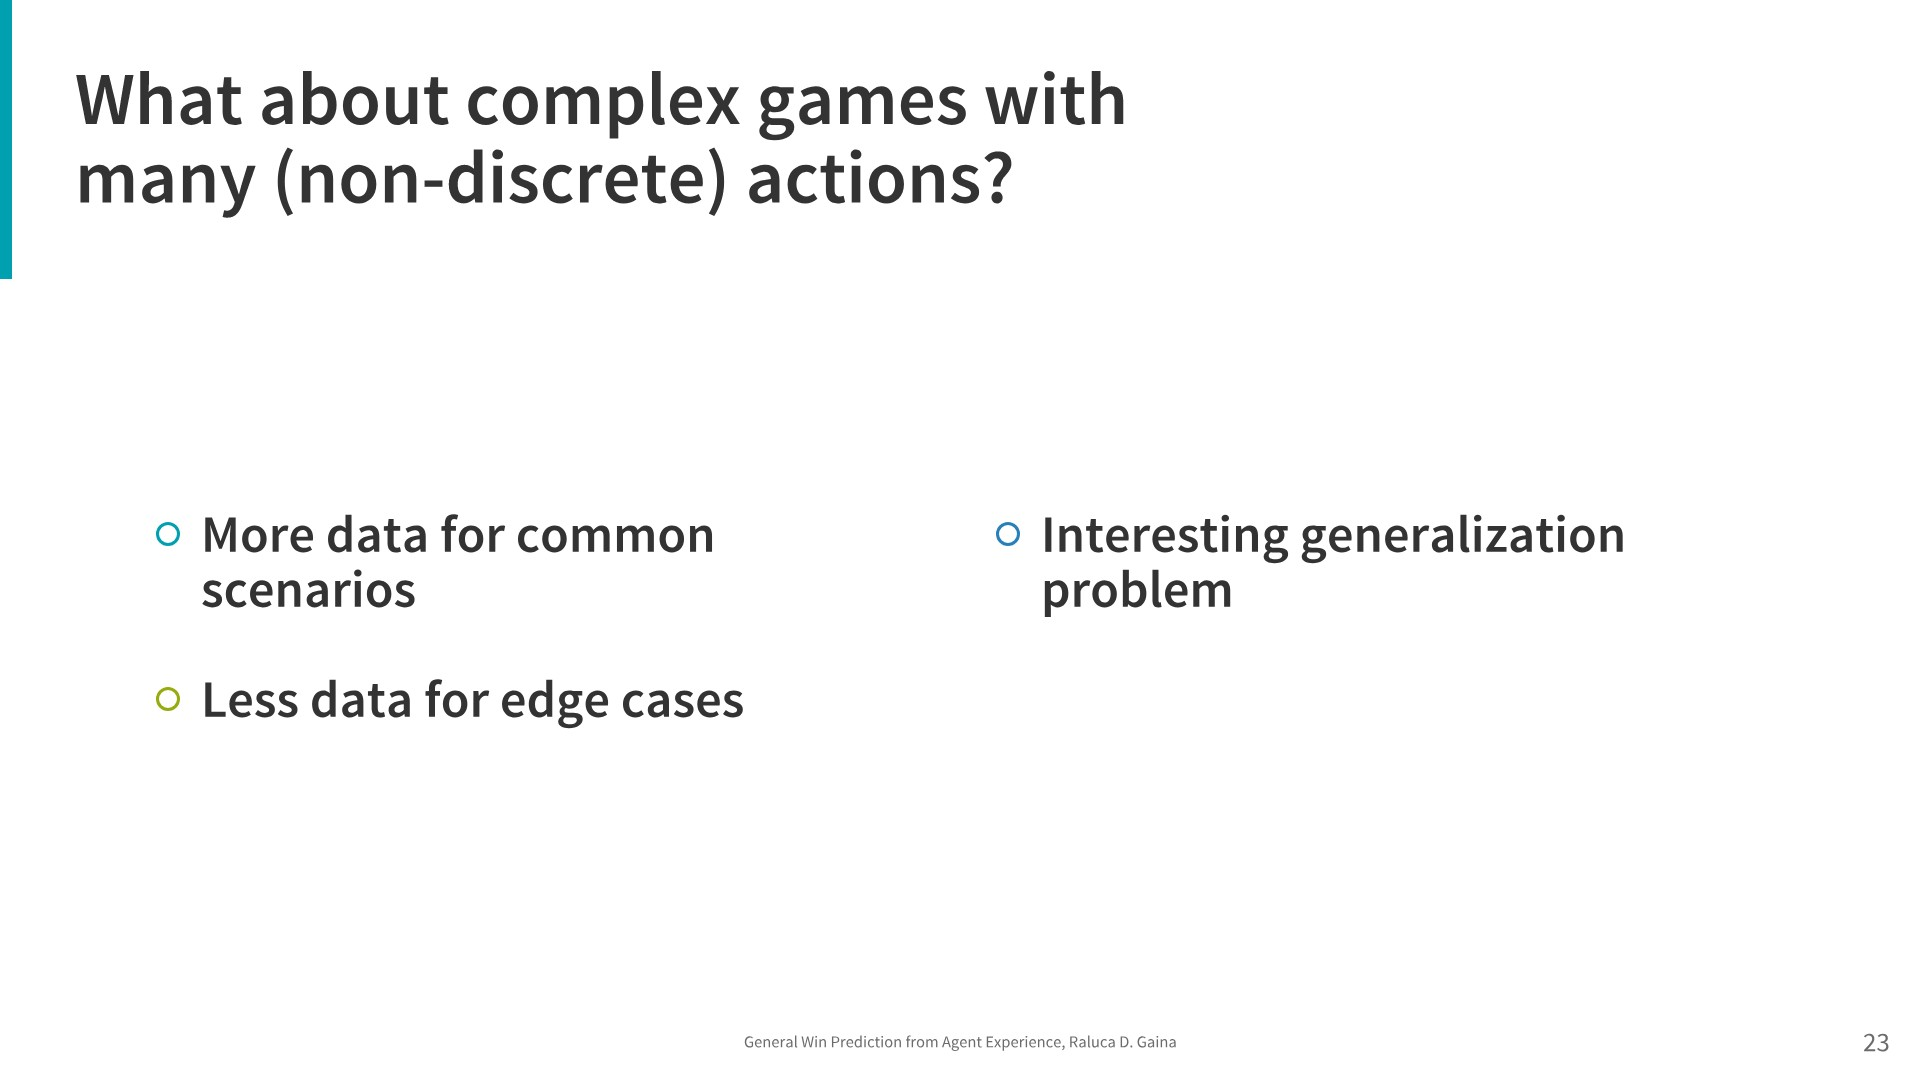 What about complex games with
many (non-discrete) actions?
More data for common
scenarios
Less data for edge cases
Interesting generalization
problem
General Win Prediction from Agent Experience, Raluca D. Gaina
23